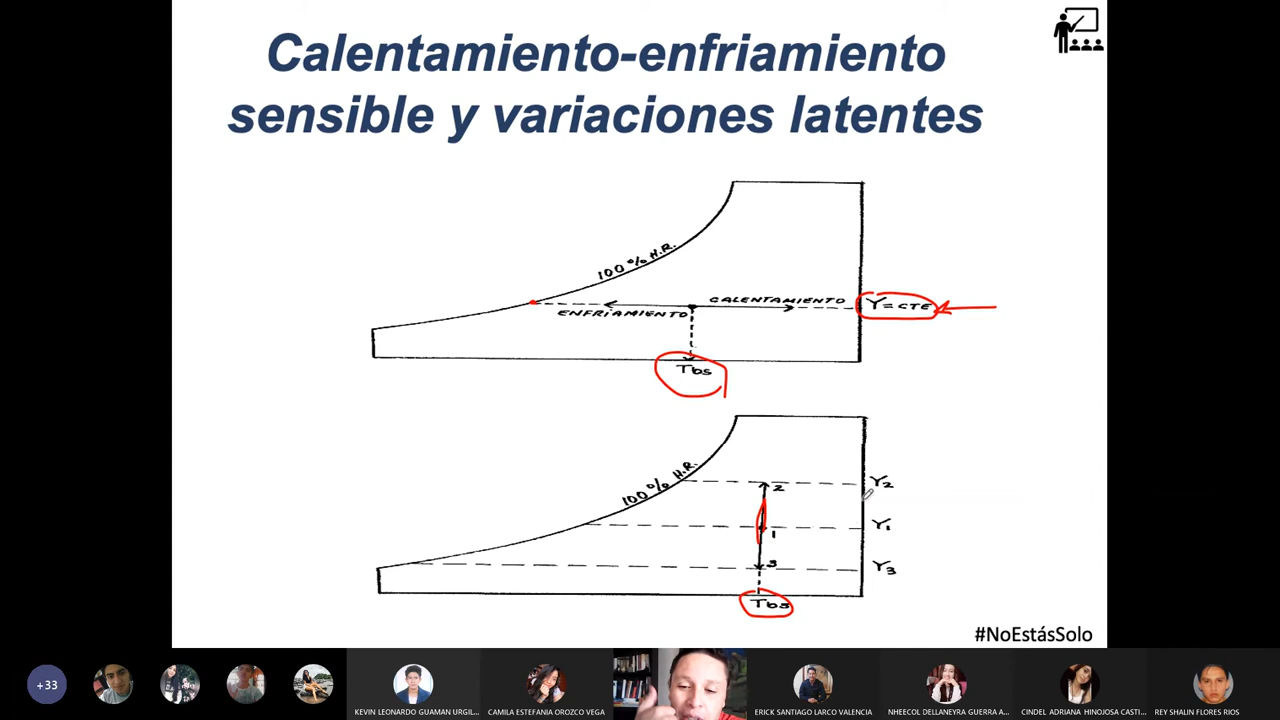 Calentamiento-enfriamiento
sensible y variaciones latentes
100% H.R.
CALENTAMIENTO
Y=CTE
ENFRIAMIENTO
Tbs
100% H.R.
2
Y2
1
Y1
3
Y3
Tbs
#NoEstásSolo
+33
KEVIN LEONARDO GUAMAN URGIL...
CAMILA ESTEFANIA OROZCO VEGA
ERICK SANTIAGO LARCO VALENCIA
NHEECOL DELLANEYRA GUERRA A...
CINDEL ADRIANA HINOJOSA CASTI...
REY SHALIN FLORES RIOS